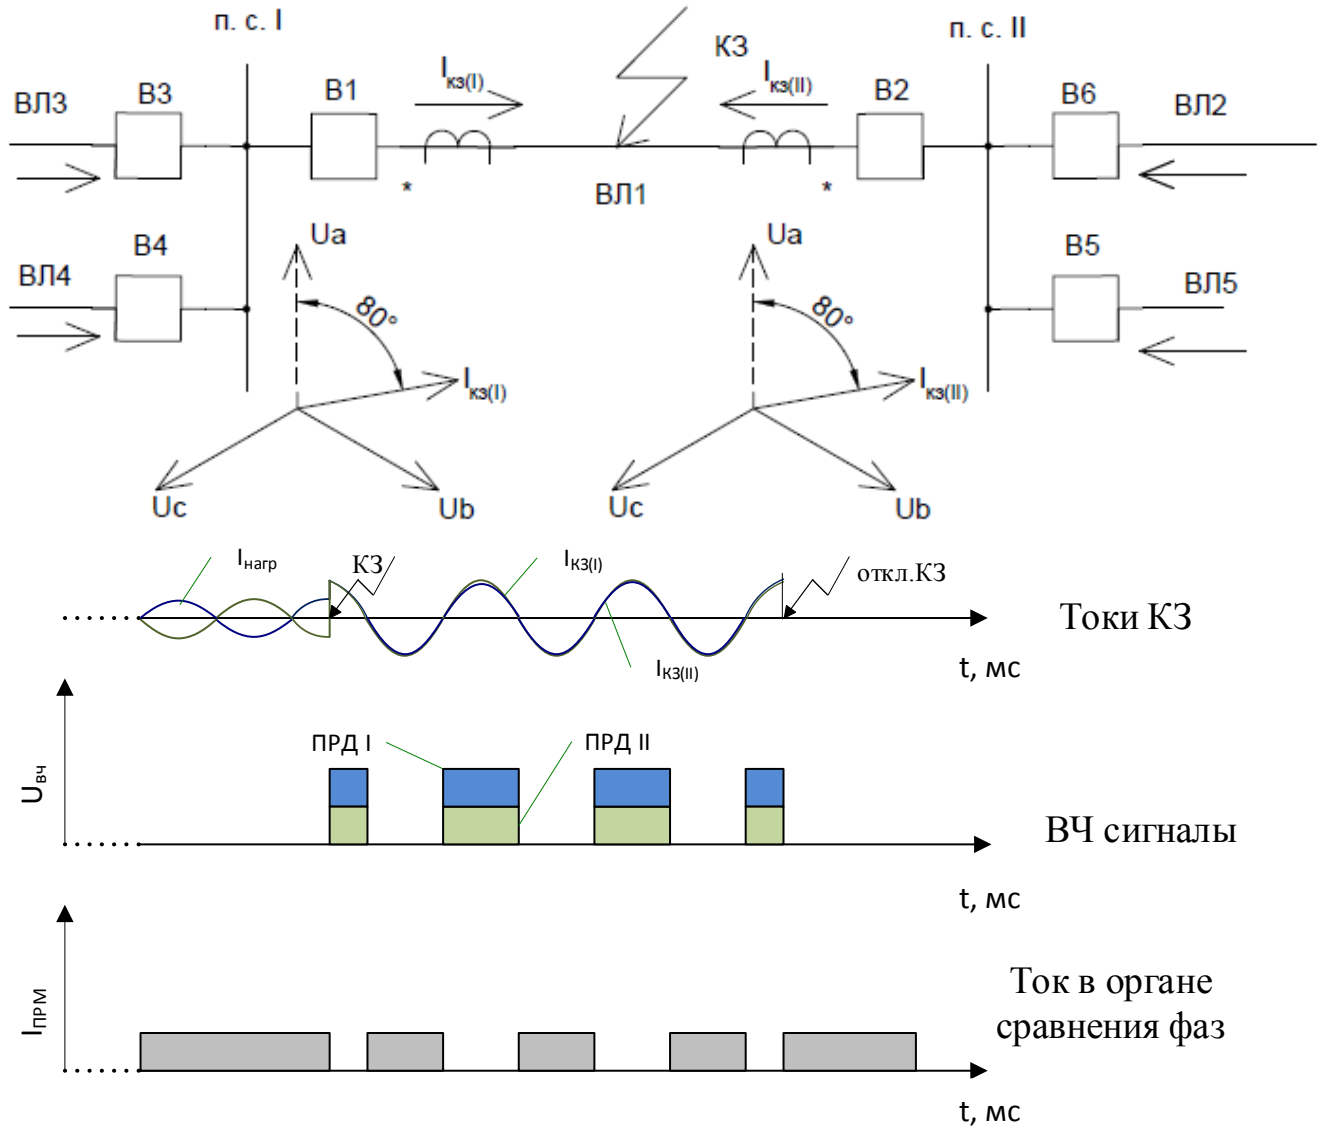 п. с. I
п. с. II
КЗ
Iкз(I)
Iкз(II)
ВЛ3
В3
В1
В2
В6
ВЛ2
*
*
ВЛ1
Ua
Ua
ВЛ4
В4
В5
ВЛ5
80°
80°
Iкз(I)
Iкз(II)
Uc
Ub
Uc
Ub
Iнагр
КЗ
IКЗ(I)
откл.КЗ
Токи КЗ
IКЗ(II)
t, мс
ПРД I
ПРД II
Uвч
ВЧ сигналы
t, мс
IПРМ
Ток в органе
сравнения фаз
t, мс